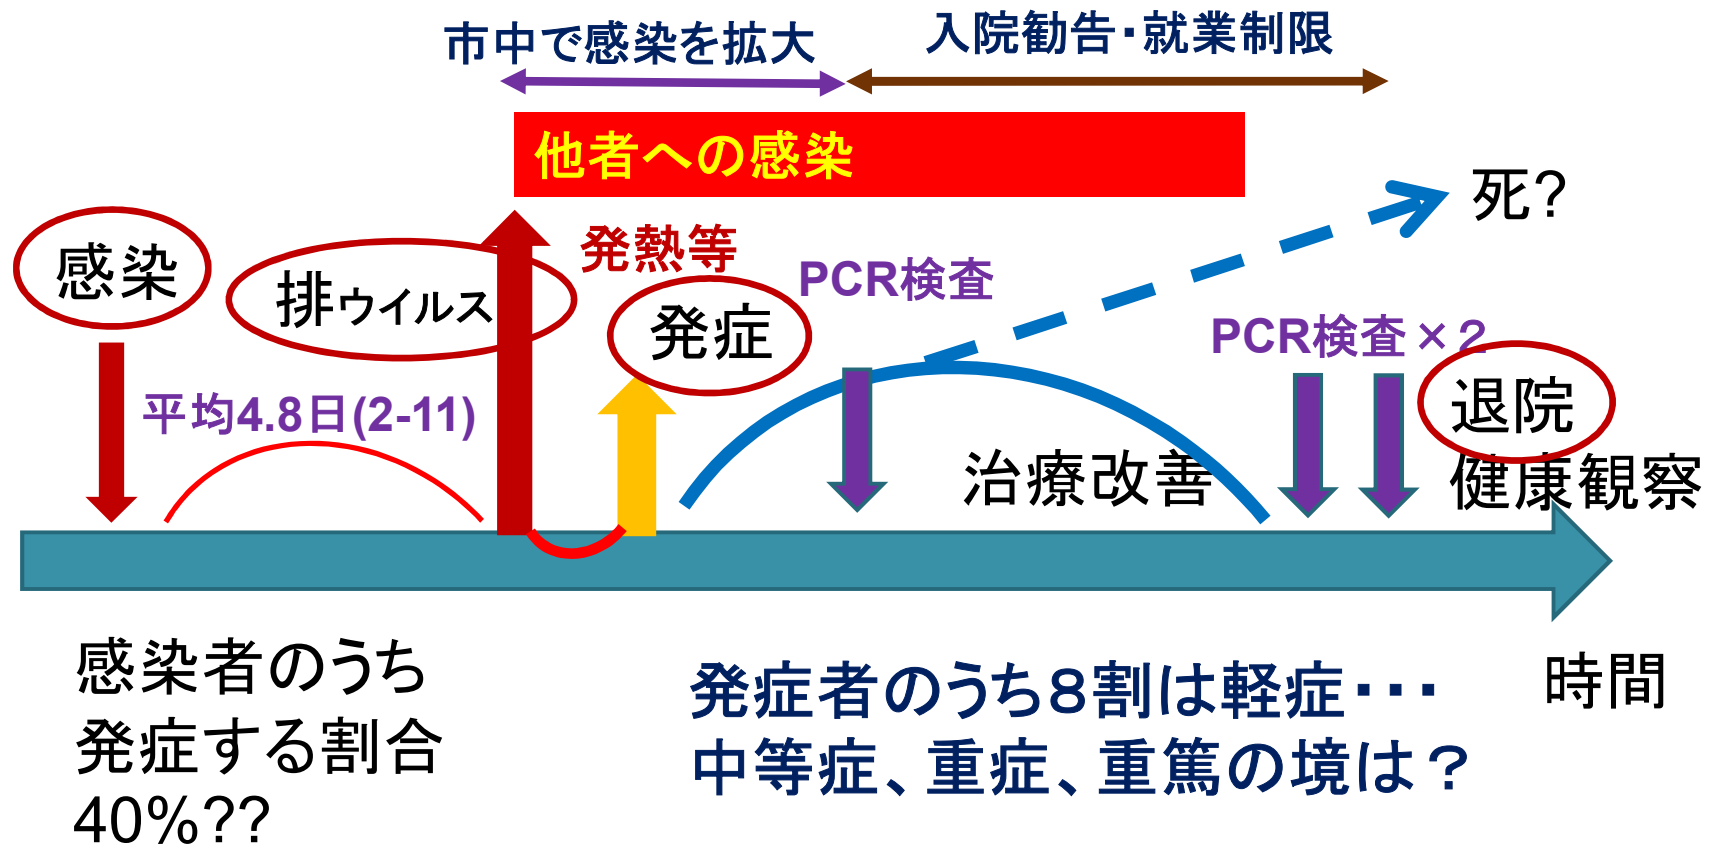 市中で感染を拡大
入院勧告・就業制限
他者への感染
死?
感染
排ウイルス
発熱等
発症
PCR検査
PCR検査×２
退院
平均4.8日(2-11)
治療改善
健康観察
感染者のうち
発症する割合
40%??
発症者のうち８割は軽症・・・
中等症、重症、重篤の境は？
時間